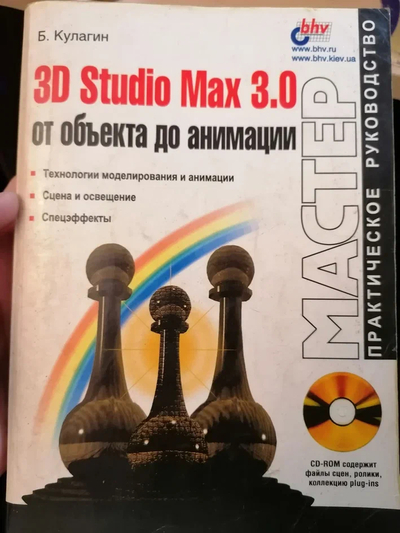 Б. Кулагин
bhv
www.bhv.ru
www.bhv.kiev.ua
3D Studio Max 3.0
от объекта до анимации
Технологии моделирования и анимации
Сцена и освещение
Спецэффекты
МАСТЕР
ПРАКТИЧЕСКОЕ РУКОВОДСТВО
CD-ROM содержит
файлы сцен, ролики,
коллекцию plug-ins